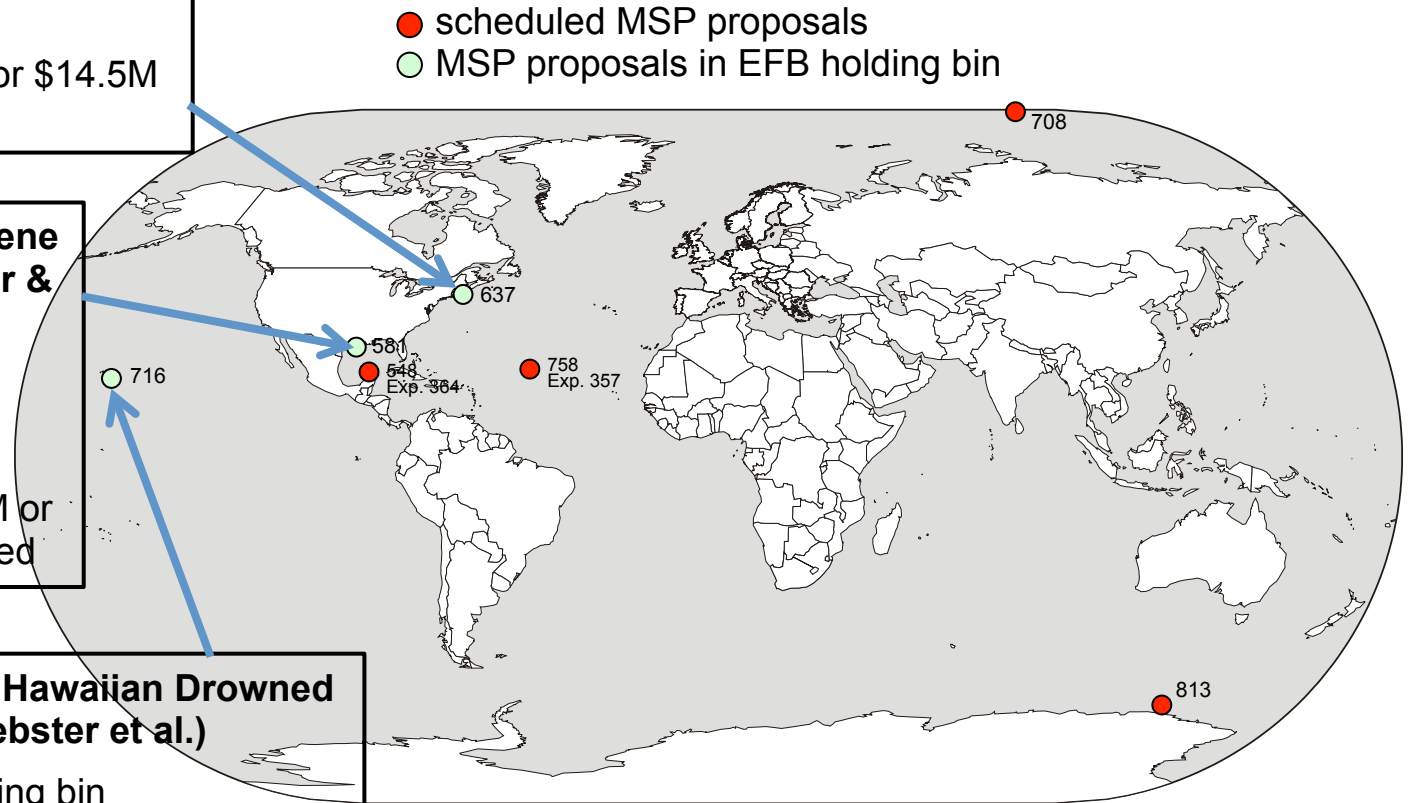 scheduled MSP proposals
MSP proposals in EFB holding bin
or $14.5M
708
ene
r &
637
581
548
Exp. 364
758
Exp. 357
716
M or
ed
Hawaiian Drowned
ebster et al.)
ing bin
813